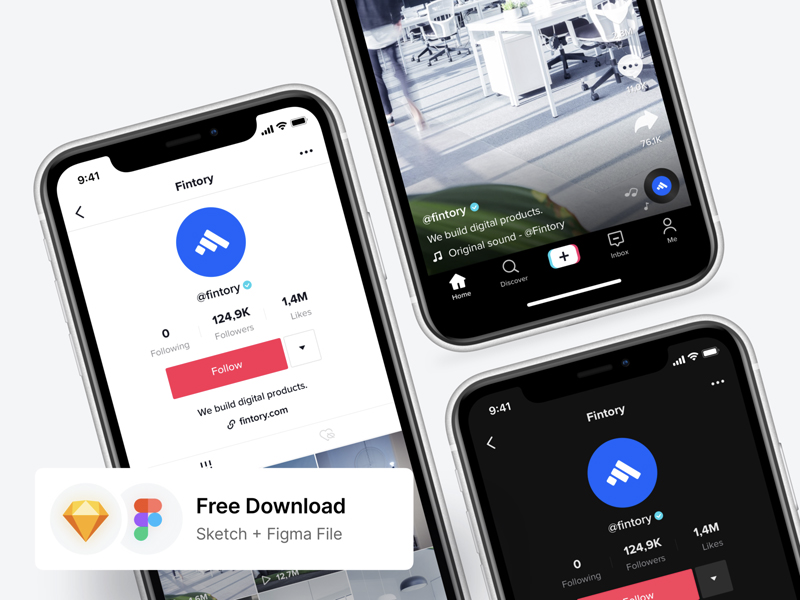 9:41
Fintory
@fintory
0
124,9K
1,4M
Following
Followers
Likes
Follow
We build digital products.
fintory.com
12,7M
Free Download
Sketch + Figma File
76.1K
@fintory
We build digital products.
Original sound - @Fintory
Home
Discover
Inbox
Me
9:41
Fintory
@fintory
0
124,9K
1,4M
Following
Followers
Likes
Follow